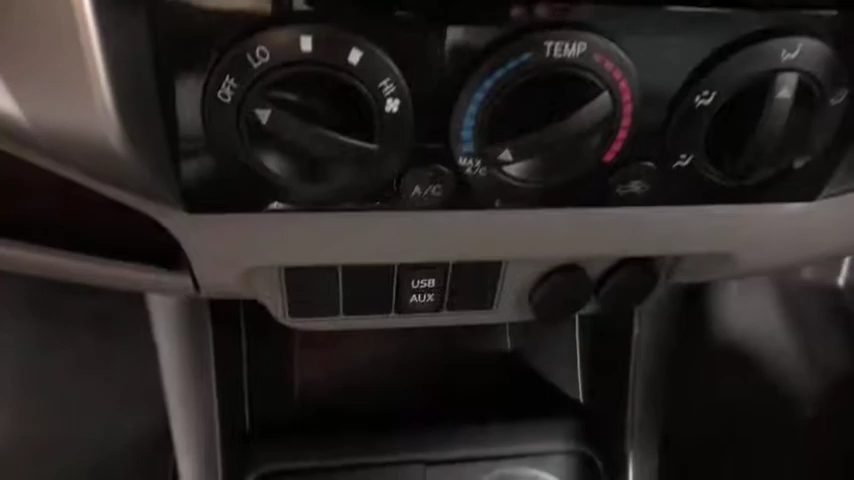 OFF
LO
HI
TEMP
MAX
A/C
A/C
USB
AUX